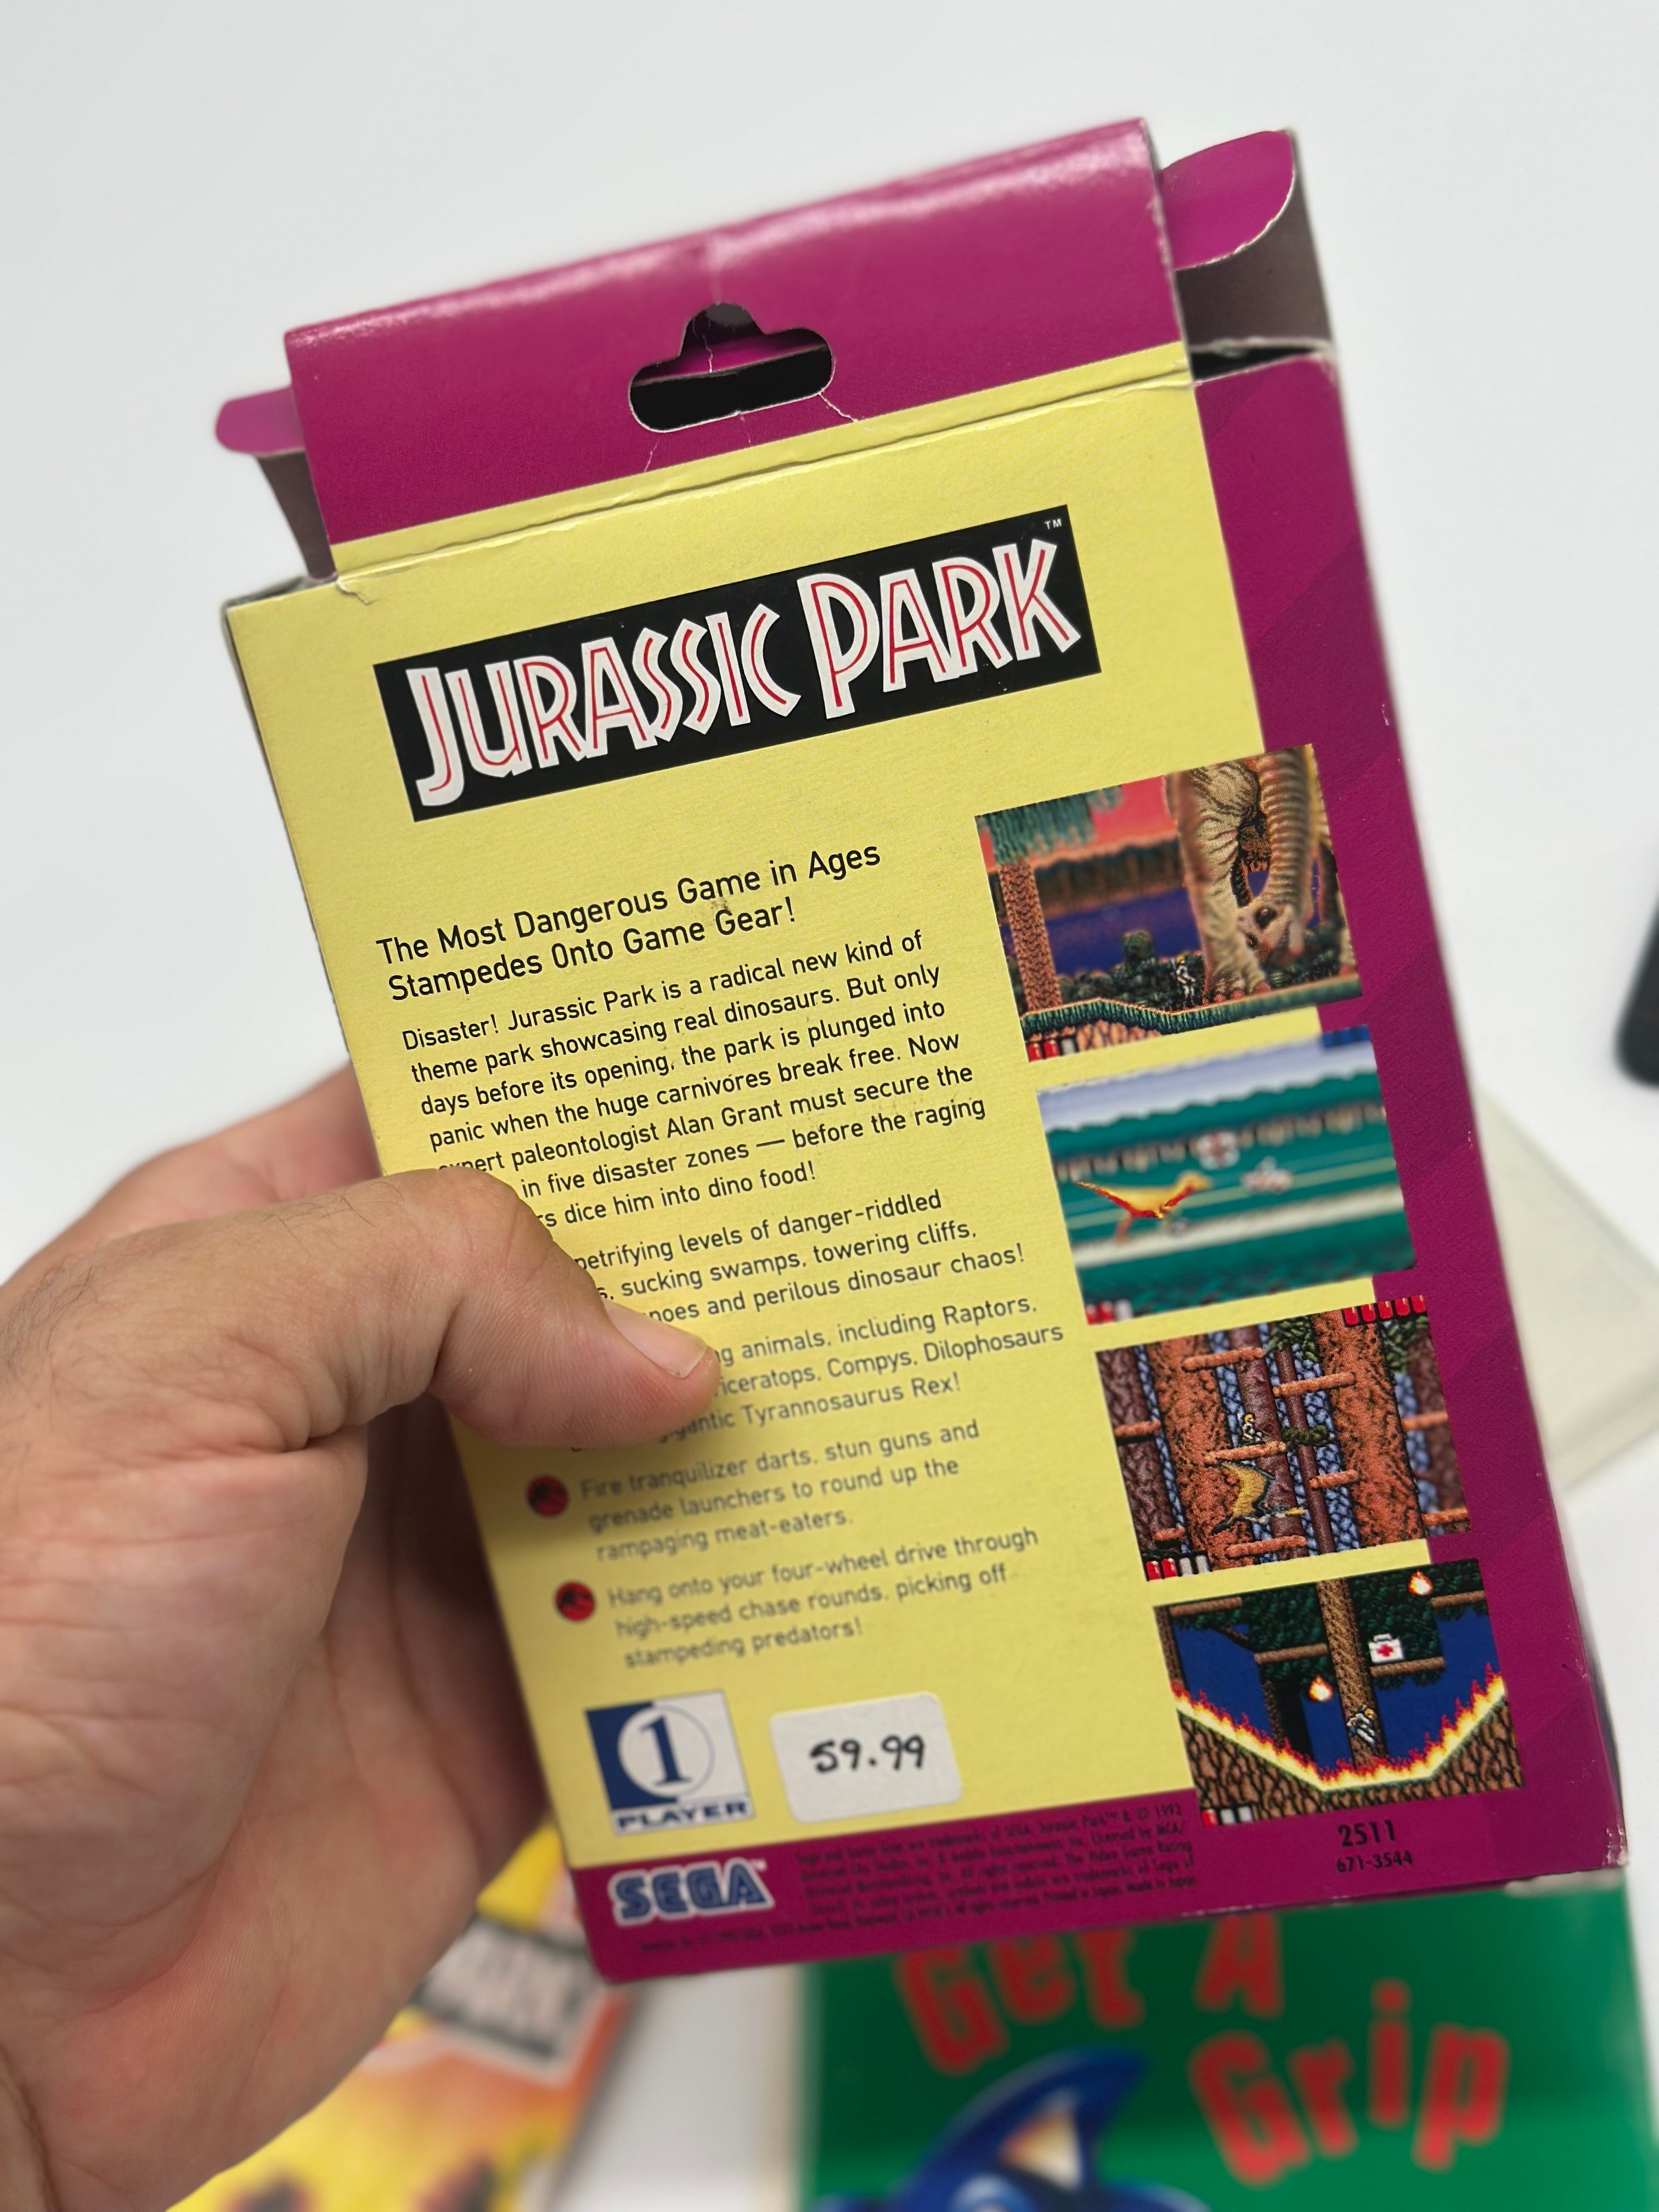 JURASSIC PARK™
The Most Dangerous Game in Ages
Stampedes Onto Game Gear!
Disaster! Jurassic Park is a radical new kind of
theme park showcasing real dinosaurs. But only
days before its opening, the park is plunged into
panic when the huge carnivores break free. Now
paleontologist Alan Grant must secure the
in five disaster zones — before the raging
dice him into dino food!
petrifying levels of danger-riddled
sucking swamps, towering cliffs,
and perilous dinosaur chaos!
animals, including Raptors,
Compys, Dilophosaurs
Tyrannosaurus Rex!
Fire tranquilizer darts, stun guns and
grenade launchers to round up the
rampaging meat-eaters.
Hang onto your four-wheel drive through
high-speed chase rounds, picking off
stampeding predators!
1
PLAYER
59.99
SEGA™
2511
671-3544
Get A
Grip